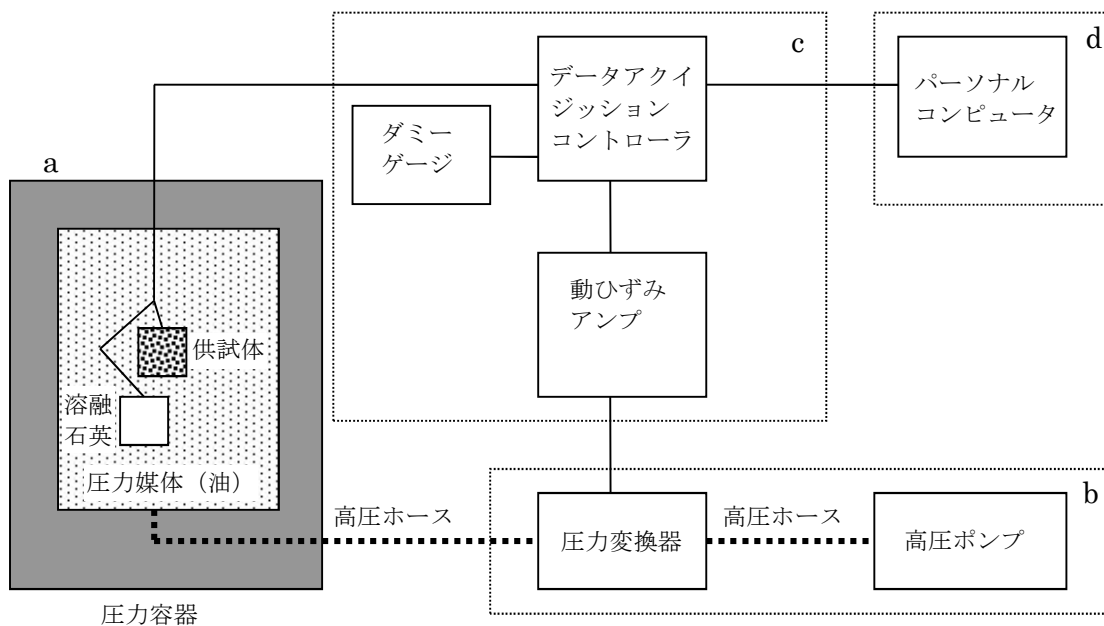 c
d
データアクイ
ジッション
コントローラ
パーソナル
コンピュータ
ダミー
ゲージ
a
動ひずみ
アンプ
供試体
溶融
石英
圧力媒体（油）
b
高圧ホース
高圧ホース
圧力変換器
高圧ポンプ
圧力容器